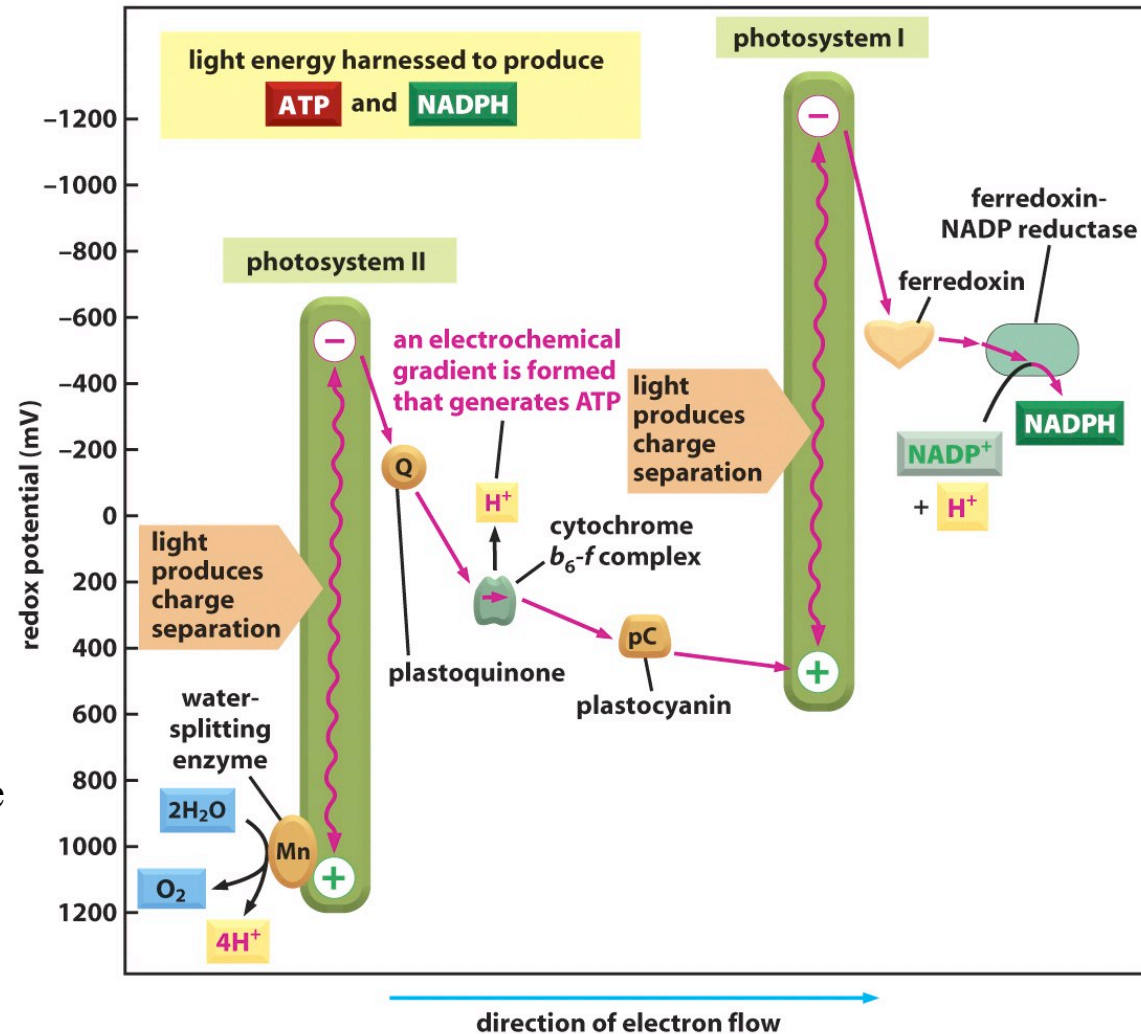 photosystem I
light energy harnessed to produce
ATP and NADPH
−1200
−1000
−800
−600
−400
−200
0
200
400
600
800
1000
1200
redox potential (mV)
photosystem II
−
+
light
produces
charge
separation
water-
splitting
enzyme
2H₂O
Mn
O₂
4H⁺
Q
plastoquinone
an electrochemical
gradient is formed
that generates ATP
H⁺
cytochrome
b₆-f complex
pC
plastocyanin
light
produces
charge
separation
−
+
ferredoxin
ferredoxin-
NADP reductase
NADP⁺
+ H⁺
NADPH
direction of electron flow
e